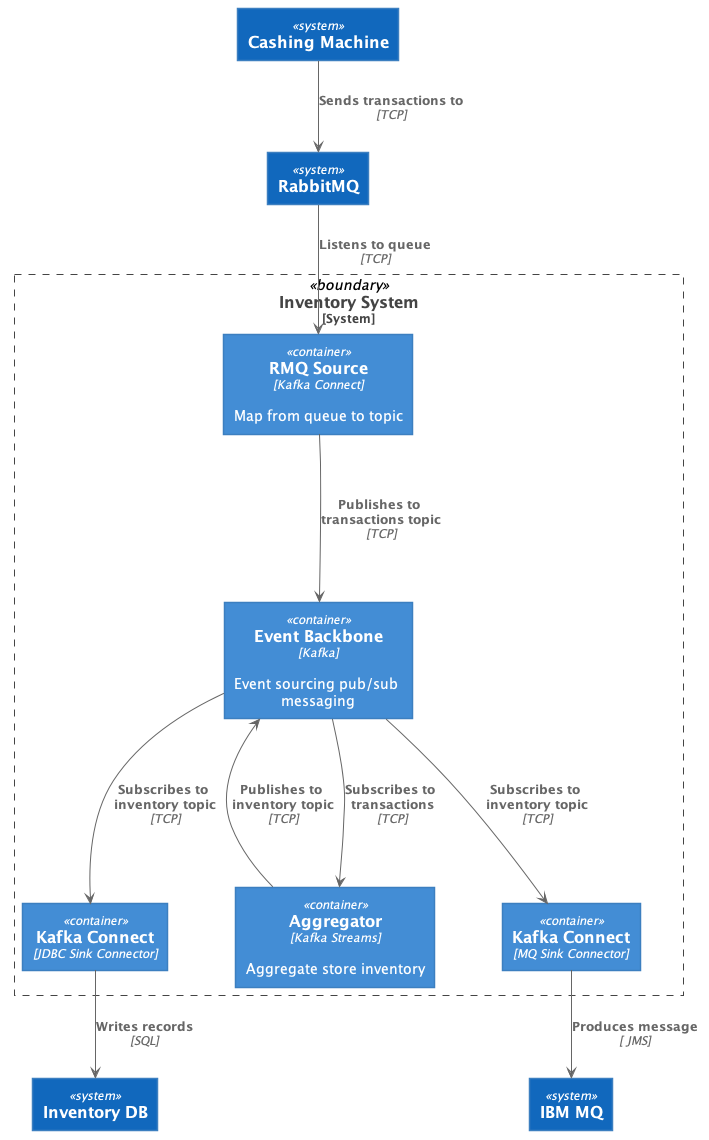 «system»
Cashing Machine
Sends transactions to
[TCP]
«system»
RabbitMQ
Listens to queue
[TCP]
«boundary»
Inventory System
[System]
«container»
RMQ Source
[Kafka Connect]
Map from queue to topic
Publishes to
transactions topic
[TCP]
«container»
Event Backbone
[Kafka]
Event sourcing pub/sub
messaging
Subscribes to
inventory topic
[TCP]
Publishes to
inventory topic
[TCP]
Subscribes to
transactions
[TCP]
Subscribes to
inventory topic
[TCP]
«container»
Kafka Connect
[JDBC Sink Connector]
«container»
Aggregator
[Kafka Streams]
Aggregate store inventory
«container»
Kafka Connect
[MQ Sink Connector]
Writes records
[SQL]
Produces message
[ JMS]
«system»
Inventory DB
«system»
IBM MQ